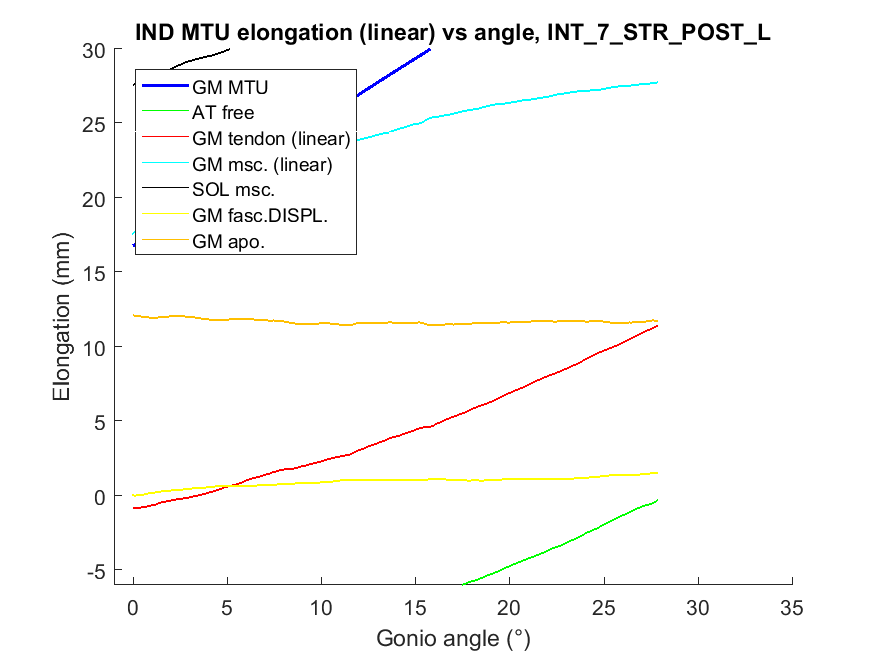 IND MTU elongation (linear) vs angle, INT_7_STR_POST_L
30
25
20
15
10
5
0
-5
Elongation (mm)
GM MTU
AT free
GM tendon (linear)
GM msc. (linear)
SOL msc.
GM fasc.DISPL.
GM apo.
0 5 10 15 20 25 30 35
Gonio angle (°)